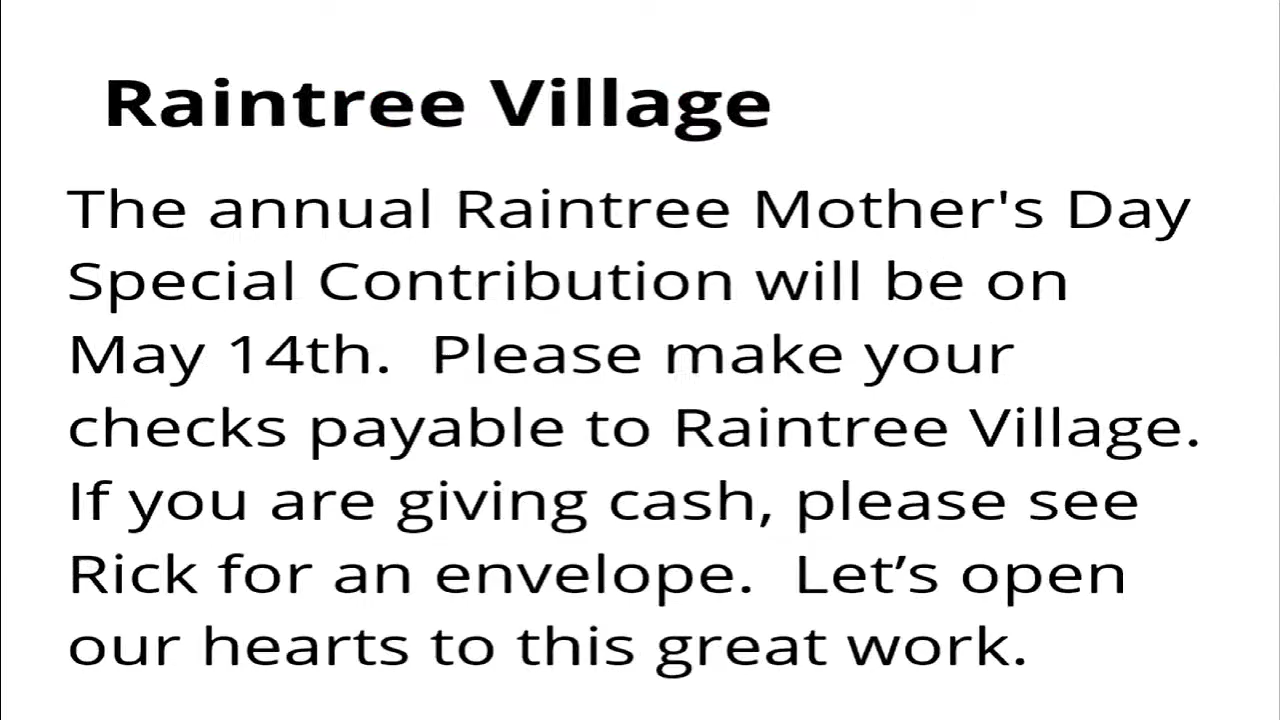 Raintree Village
The annual Raintree Mother's Day
Special Contribution will be on
May 14th.  Please make your
checks payable to Raintree Village.
If you are giving cash, please see
Rick for an envelope.  Let’s open
our hearts to this great work.